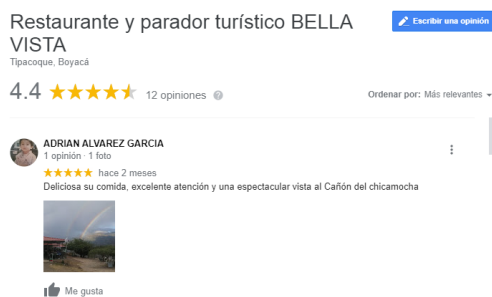 Restaurante y parador turístico BELLA
VISTA
Escribir una opinión
Tipacoque, Boyacá
4.4 12 opiniones
Ordenar por: Más relevantes
ADRIAN ALVAREZ GARCIA
1 opinión · 1 foto
hace 2 meses
Deliciosa su comida, excelente atención y una espectacular vista al Cañón del chicamocha
Me gusta